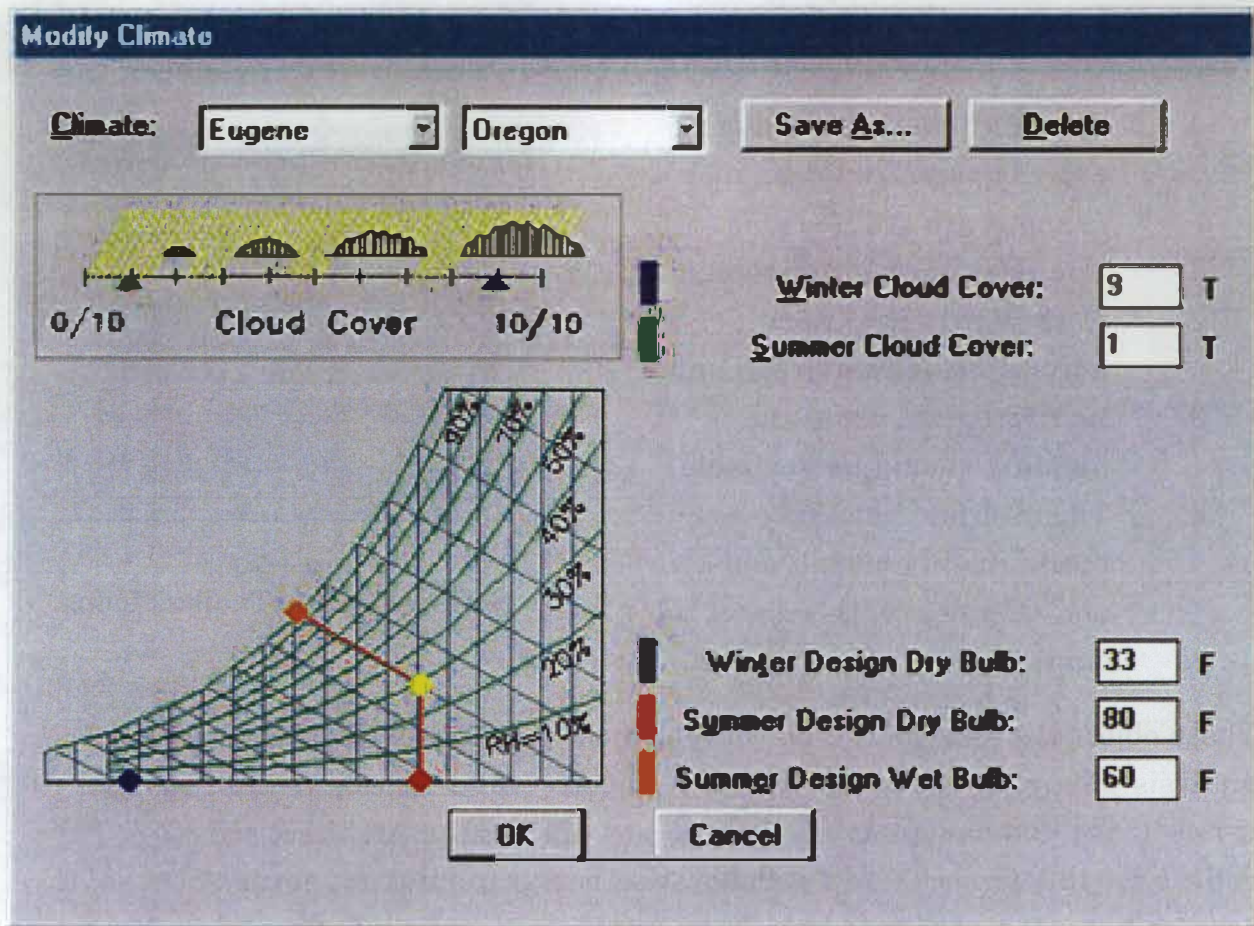 Modify Climate
Climate: Eugene Oregon Save As... Delete
0/10 Cloud Cover 10/10
Winter Cloud Cover: 9 T
Summer Cloud Cover: 1 T
90% 70% 50%
40%
30%
20%
RH=10%
Winter Design Dry Bulb: 33 F
Summer Design Dry Bulb: 80 F
Summer Design Wet Bulb: 60 F
OK Cancel